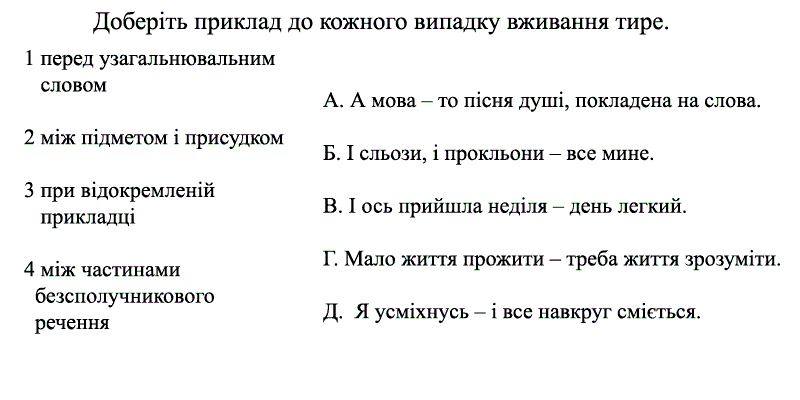 Доберіть приклад до кожного випадку вживання тире.
1 перед узагальнювальним
словом
2 між підметом і присудком
3 при відокремленій
прикладці
4 між частинами
безсполучникового
речення
А. А мова – то пісня душі, покладена на слова.
Б. І сльози, і прокльони – все мине.
В. І ось прийшла неділя – день легкий.
Г. Мало життя прожити – треба життя зрозуміти.
Д. Я усміхнусь – і все навкруг сміється.